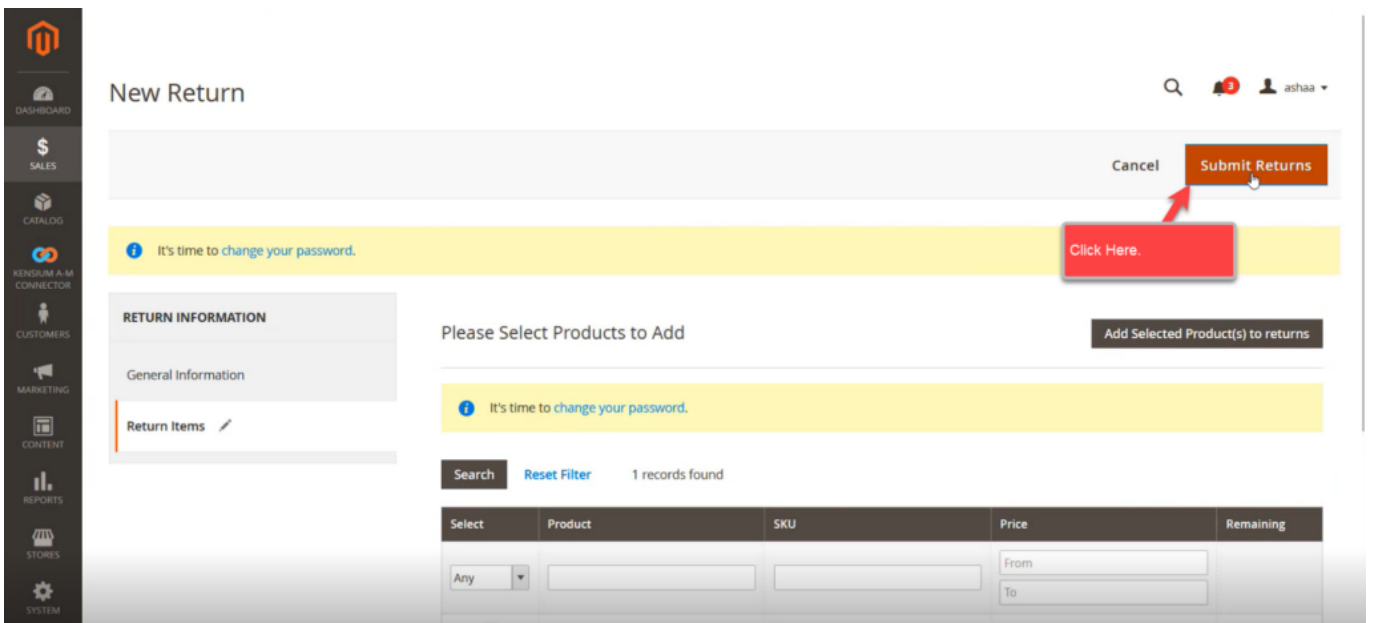 New Return
3
ashaa
DASHBOARD
SALES
CATALOG
KENSIUM A-M
CONNECTOR
CUSTOMERS
MARKETING
CONTENT
REPORTS
STORES
SYSTEM
Cancel
Submit Returns
Click Here.
It's time to change your password.
RETURN INFORMATION
General Information
Return Items
Please Select Products to Add
Add Selected Product(s) to returns
It's time to change your password.
Search Reset Filter 1 records found
Select Product SKU Price Remaining
Any
From
To